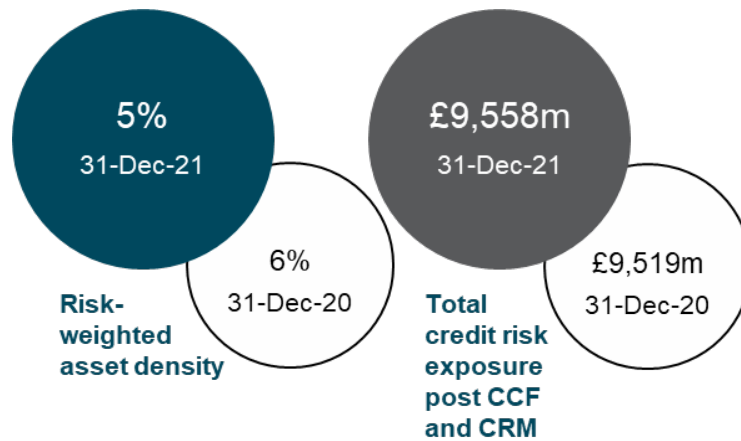 5%
31-Dec-21
6%
31-Dec-20
Risk-
weighted
asset density
£9,558m
31-Dec-21
£9,519m
31-Dec-20
Total
credit risk
exposure
post CCF
and CRM